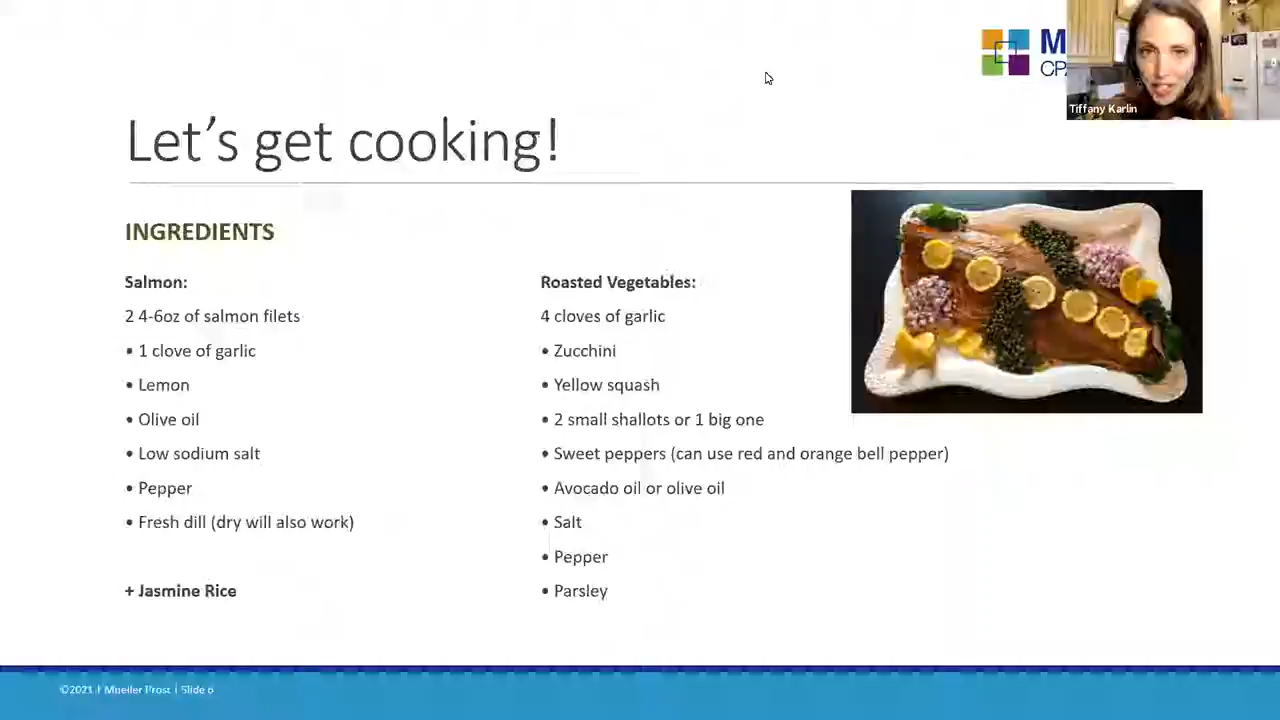 M
CPA
Tiffany Karlin
Let's get cooking!
INGREDIENTS
Salmon:
2 4-6oz of salmon filets
• 1 clove of garlic
• Lemon
• Olive oil
• Low sodium salt
• Pepper
• Fresh dill (dry will also work)
+ Jasmine Rice
Roasted Vegetables:
4 cloves of garlic
• Zucchini
• Yellow squash
• 2 small shallots or 1 big one
• Sweet peppers (can use red and orange bell pepper)
• Avocado oil or olive oil
• Salt
• Pepper
• Parsley
©2021 | Mueller Prost | Slide 6